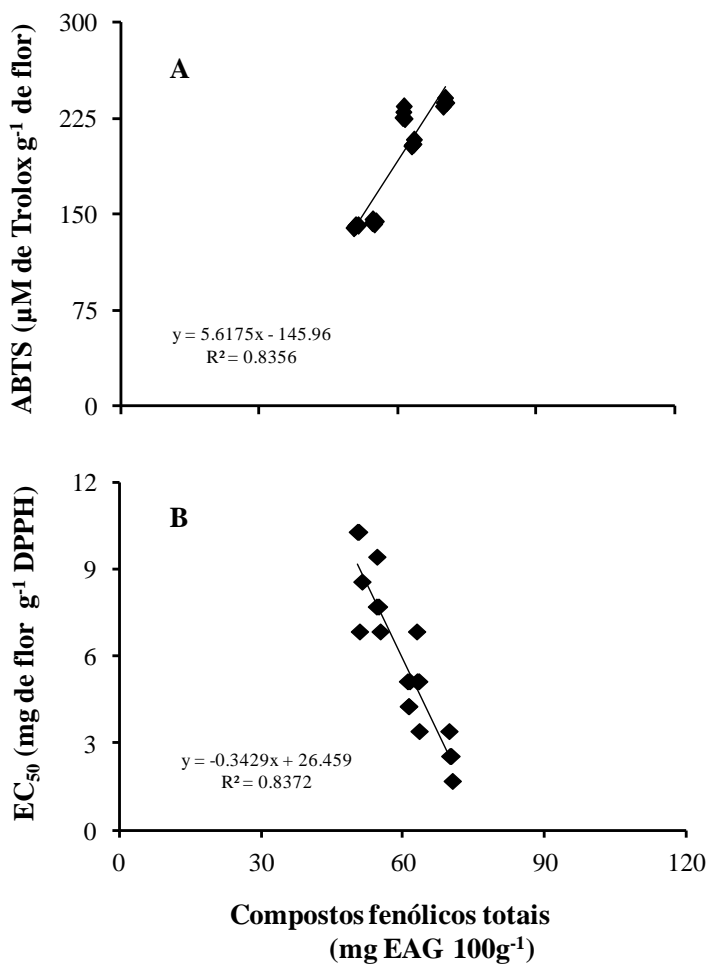 300
225
150
75
0
ABTS (µM de Trolox g⁻¹ de flor)
A
y = 5.6175x - 145.96
R² = 0.8356
12
9
6
3
0
EC₅₀ (mg de flor g⁻¹ DPPH)
B
y = -0.3429x + 26.459
R² = 0.8372
0 30 60 90 120
Compostos fenólicos totais
(mg EAG 100g⁻¹)